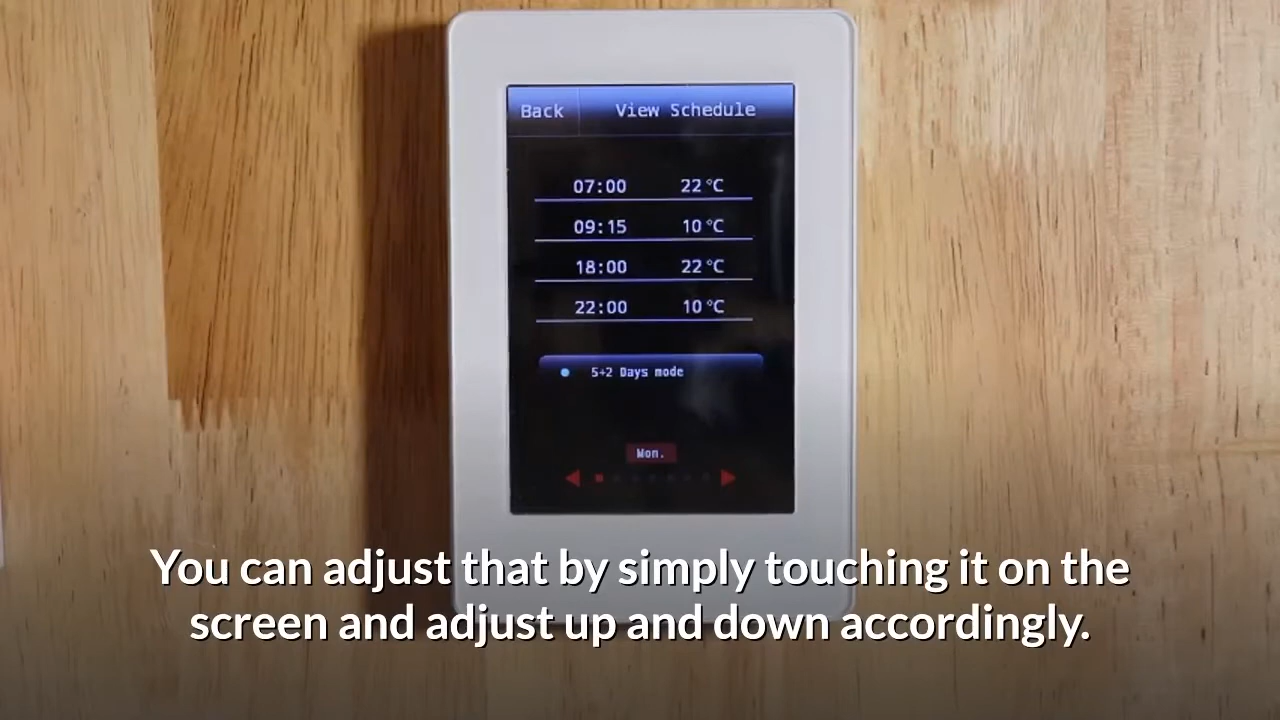 Back View Schedule
07:00 22°C
09:15 10°C
18:00 22°C
22:00 10°C
5+2 Days mode
Mon.
You can adjust that by simply touching it on the
screen and adjust up and down accordingly.